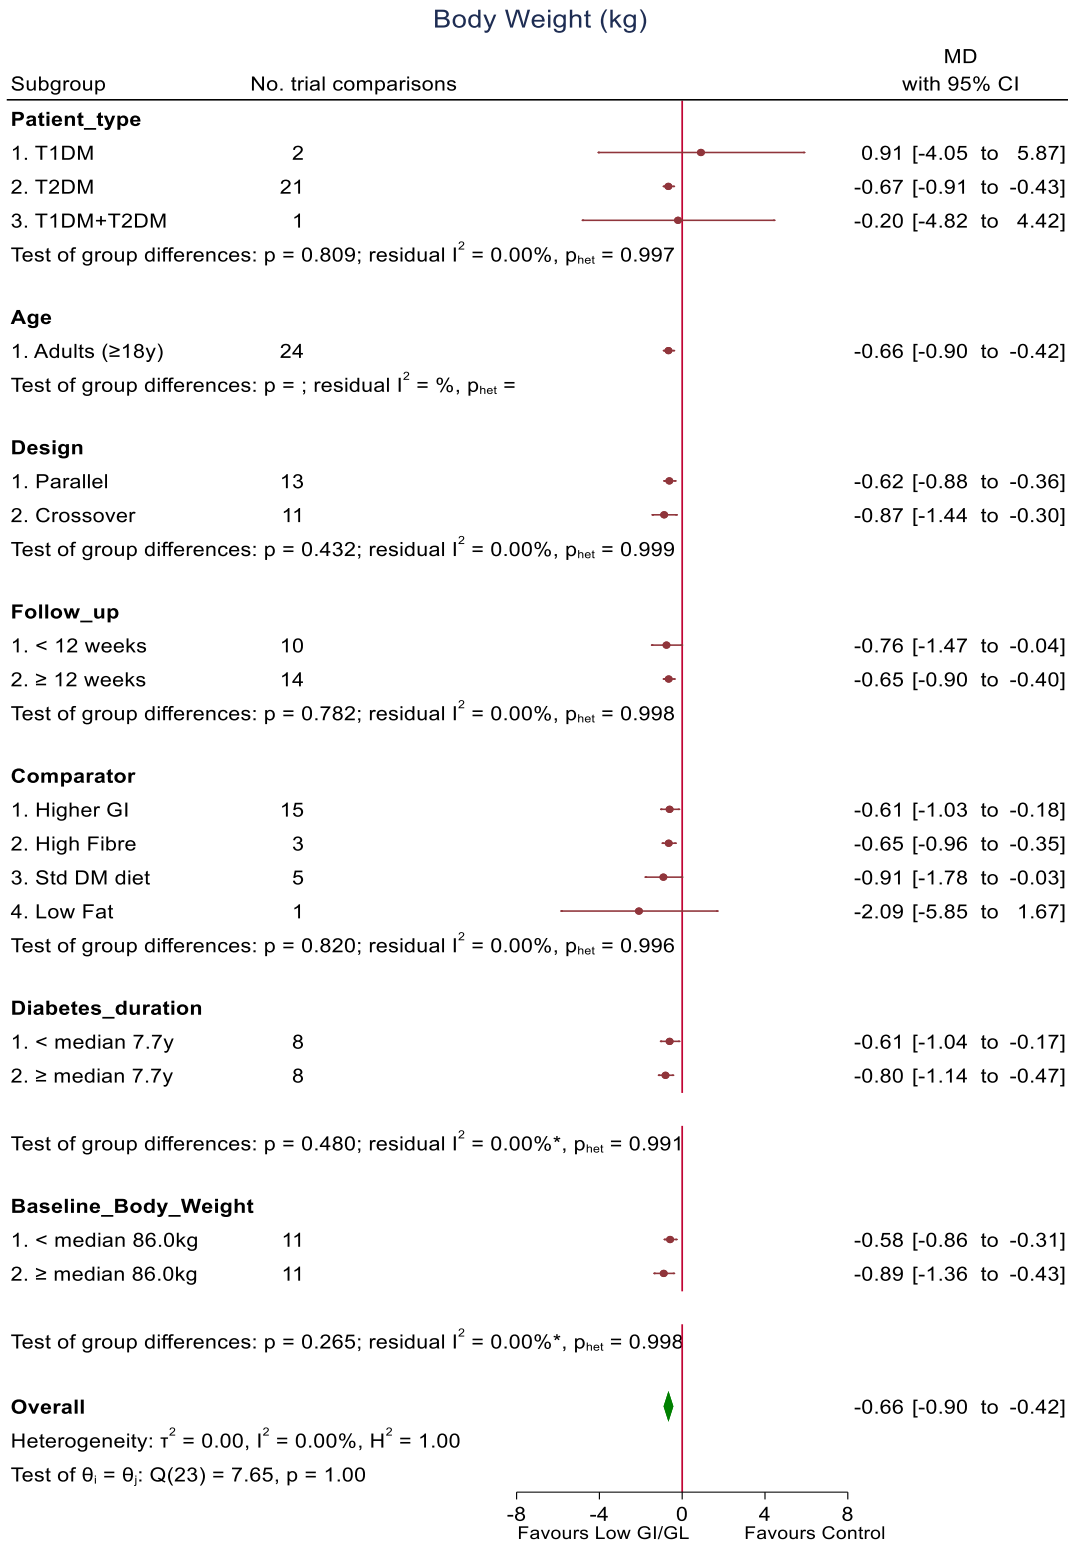 Body Weight (kg)
MD
Subgroup No. trial comparisons with 95% CI
Patient_type
1. T1DM 2 0.91 [-4.05 to 5.87]
2. T2DM 21 -0.67 [-0.91 to -0.43]
3. T1DM+T2DM 1 -0.20 [-4.82 to 4.42]
Test of group differences: p = 0.809; residual I² = 0.00%, pₕₑₜ = 0.997
Age
1. Adults (≥18y) 24 -0.66 [-0.90 to -0.42]
Test of group differences: p = ; residual I² = %, pₕₑₜ =
Design
1. Parallel 13 -0.62 [-0.88 to -0.36]
2. Crossover 11 -0.87 [-1.44 to -0.30]
Test of group differences: p = 0.432; residual I² = 0.00%, pₕₑₜ = 0.999
Follow_up
1. < 12 weeks 10 -0.76 [-1.47 to -0.04]
2. ≥ 12 weeks 14 -0.65 [-0.90 to -0.40]
Test of group differences: p = 0.782; residual I² = 0.00%, pₕₑₜ = 0.998
Comparator
1. Higher GI 15 -0.61 [-1.03 to -0.18]
2. High Fibre 3 -0.65 [-0.96 to -0.35]
3. Std DM diet 5 -0.91 [-1.78 to -0.03]
4. Low Fat 1 -2.09 [-5.85 to 1.67]
Test of group differences: p = 0.820; residual I² = 0.00%, pₕₑₜ = 0.996
Diabetes_duration
1. < median 7.7y 8 -0.61 [-1.04 to -0.17]
2. ≥ median 7.7y 8 -0.80 [-1.14 to -0.47]
Test of group differences: p = 0.480; residual I² = 0.00%*, pₕₑₜ = 0.991
Baseline_Body_Weight
1. < median 86.0kg 11 -0.58 [-0.86 to -0.31]
2. ≥ median 86.0kg 11 -0.89 [-1.36 to -0.43]
Test of group differences: p = 0.265; residual I² = 0.00%*, pₕₑₜ = 0.998
Overall -0.66 [-0.90 to -0.42]
Heterogeneity: τ² = 0.00, I² = 0.00%, H² = 1.00
Test of θᵢ = θⱼ: Q(23) = 7.65, p = 1.00
-8 -4 0 4 8
Favours Low GI/GL Favours Control